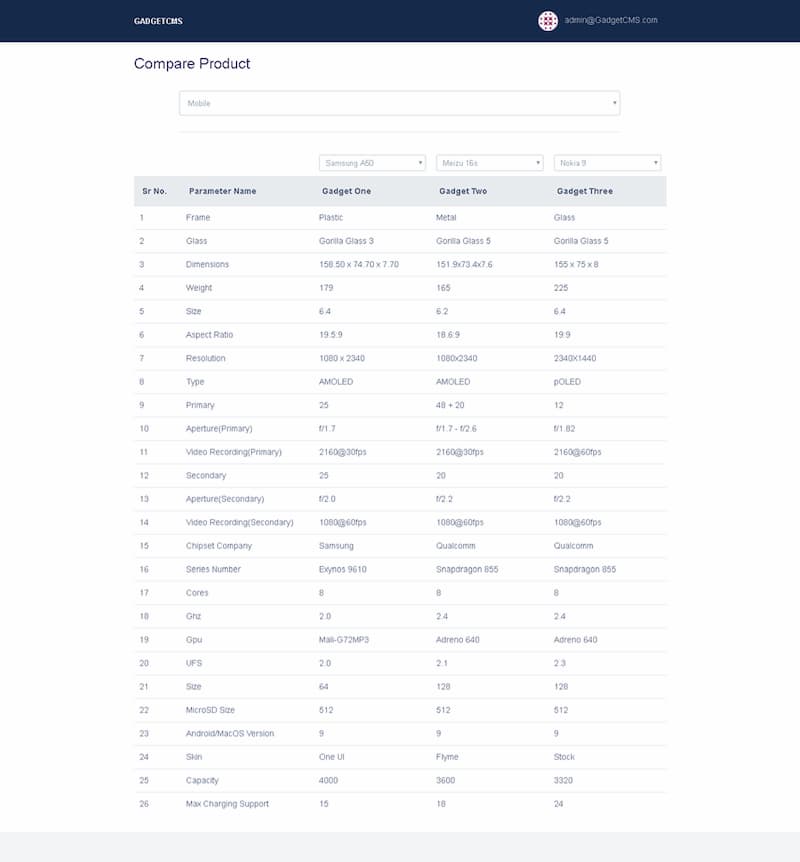 GADGETCMS admin@GadgetCMS.com
Compare Product
Mobile
Samsung A50 Meizu 16s Nokia 9
Sr No. Parameter Name Gadget One Gadget Two Gadget Three
1 Frame Plastic Metal Glass
2 Glass Gorilla Glass 3 Gorilla Glass 5 Gorilla Glass 5
3 Dimensions 158.50 x 74.70 x 7.70 151.9x73.4x7.6 155 x 75 x 8
4 Weight 179 165 225
5 Size 6.4 6.2 6.4
6 Aspect Ratio 19.5:9 18.6:9 19:9
7 Resolution 1080 x 2340 1080x2340 2340X1440
8 Type AMOLED AMOLED pOLED
9 Primary 25 48 + 20 12
10 Aperture(Primary) f/1.7 f/1.7 - f/2.6 f/1.82
11 Video Recording(Primary) 2160@30fps 2160@30fps 2160@60fps
12 Secondary 25 20 20
13 Aperture(Secondary) f/2.0 f/2.2 f/2.2
14 Video Recording(Secondary) 1080@60fps 1080@60fps 1080@60fps
15 Chipset Company Samsung Qualcomm Qualcomm
16 Series Number Exynos 9610 Snapdragon 855 Snapdragon 855
17 Cores 8 8 8
18 Ghz 2.0 2.4 2.4
19 Gpu Mali-G72MP3 Adreno 640 Adreno 640
20 UFS 2.0 2.1 2.3
21 Size 64 128 128
22 MicroSD Size 512 512 512
23 Android/MacOS Version 9 9 9
24 Skin One UI Flyme Stock
25 Capacity 4000 3600 3320
26 Max Charging Support 15 18 24